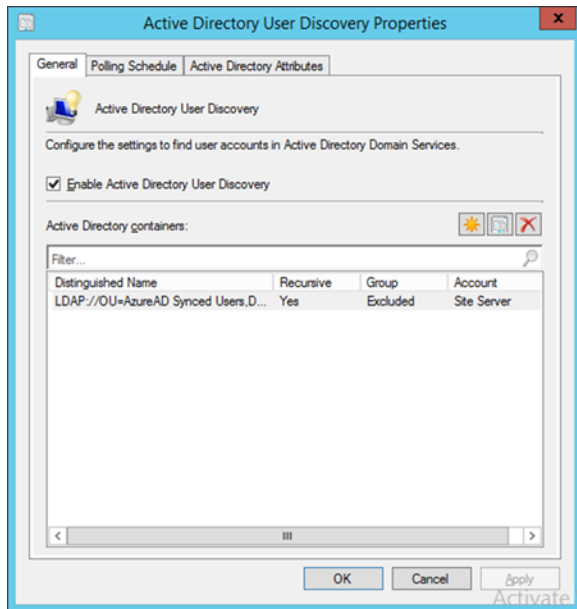 Active Directory User Discovery Properties
x
General Polling Schedule Active Directory Attributes
Active Directory User Discovery
Configure the settings to find user accounts in Active Directory Domain Services.
Enable Active Directory User Discovery
Active Directory containers:
Filter...
Distinguished Name Recursive Group Account
LDAP://OU=AzureAD Synced Users,D... Yes Excluded Site Server
OK Cancel Apply
Activate